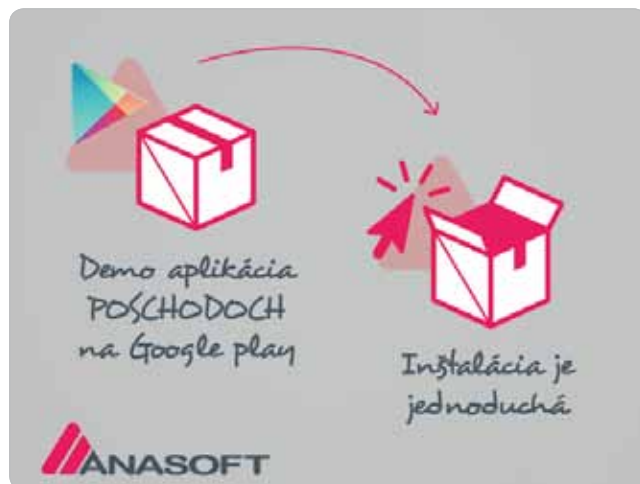 Demo aplikácia
POSCHODOCH
na Google play
Inštalácia je
jednoduchá
ANASOFT